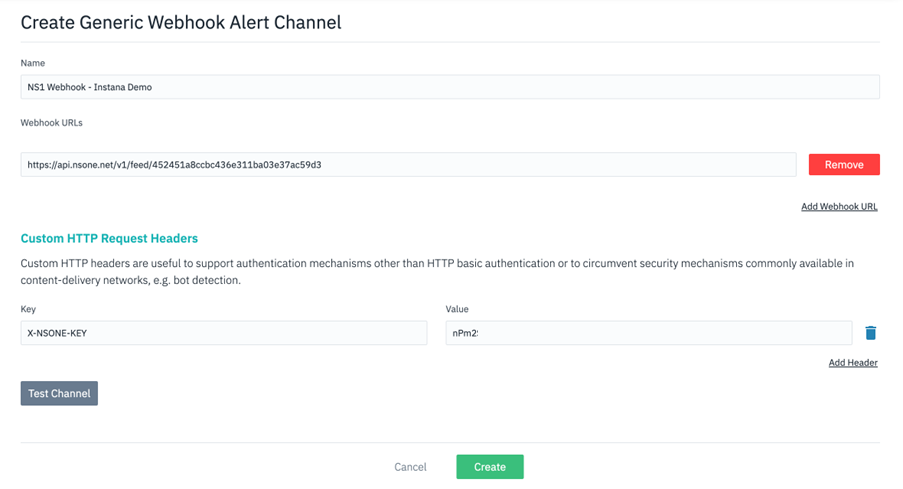 Create Generic Webhook Alert Channel
Name
NS1 Webhook - Instana Demo
Webhook URLs
https://api.nsone.net/v1/feed/452451a8ccbc436e311ba03e37ac59d3
Remove
Add Webhook URL
Custom HTTP Request Headers
Custom HTTP headers are useful to support authentication mechanisms other than HTTP basic authentication or to circumvent security mechanisms commonly available in
content-delivery networks, e.g. bot detection.
Key
Value
X-NSONE-KEY
nPm2
Add Header
Test Channel
Cancel
Create